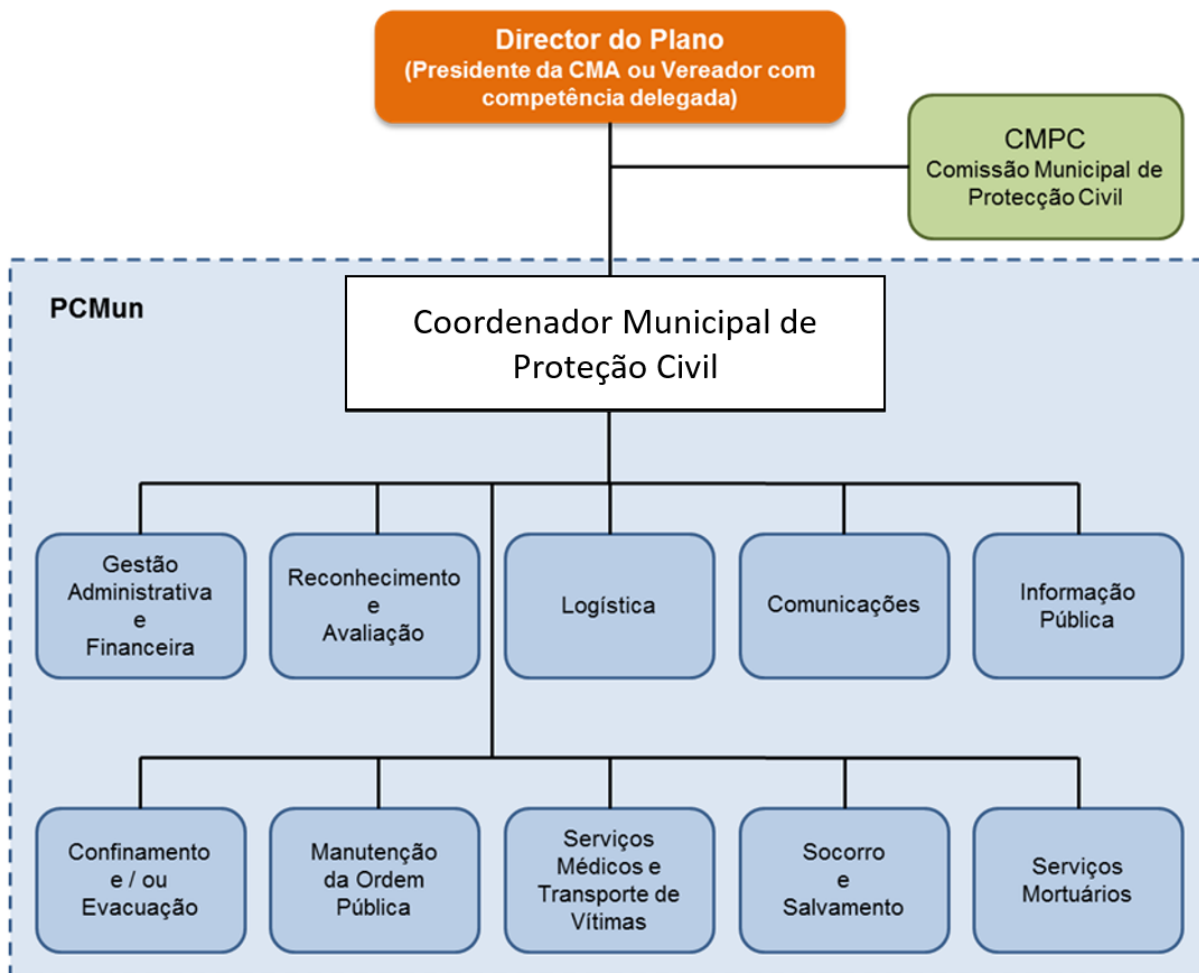 Director do Plano
(Presidente da CMA ou Vereador com
competência delegada)
CMPC
Comissão Municipal de
Protecção Civil
PCMun
Coordenador Municipal de
Proteção Civil
Gestão
Administrativa
e
Financeira
Reconhecimento
e
Avaliação
Logística
Comunicações
Informação
Pública
Confinamento
e / ou
Evacuação
Manutenção
da Ordem
Pública
Serviços
Médicos e
Transporte de
Vítimas
Socorro
e
Salvamento
Serviços
Mortuários